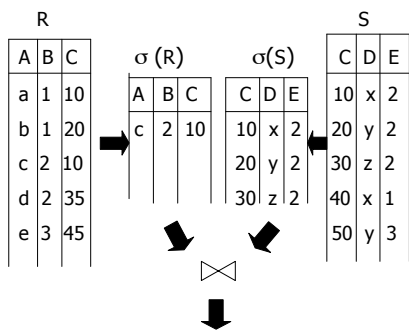 R
A B C
a 1 10
b 1 20
c 2 10
d 2 35
e 3 45
σ (R)
A B C
c 2 10
σ(S)
C D E
10 x 2
20 y 2
30 z 2
S
C D E
10 x 2
20 y 2
30 z 2
40 x 1
50 y 3